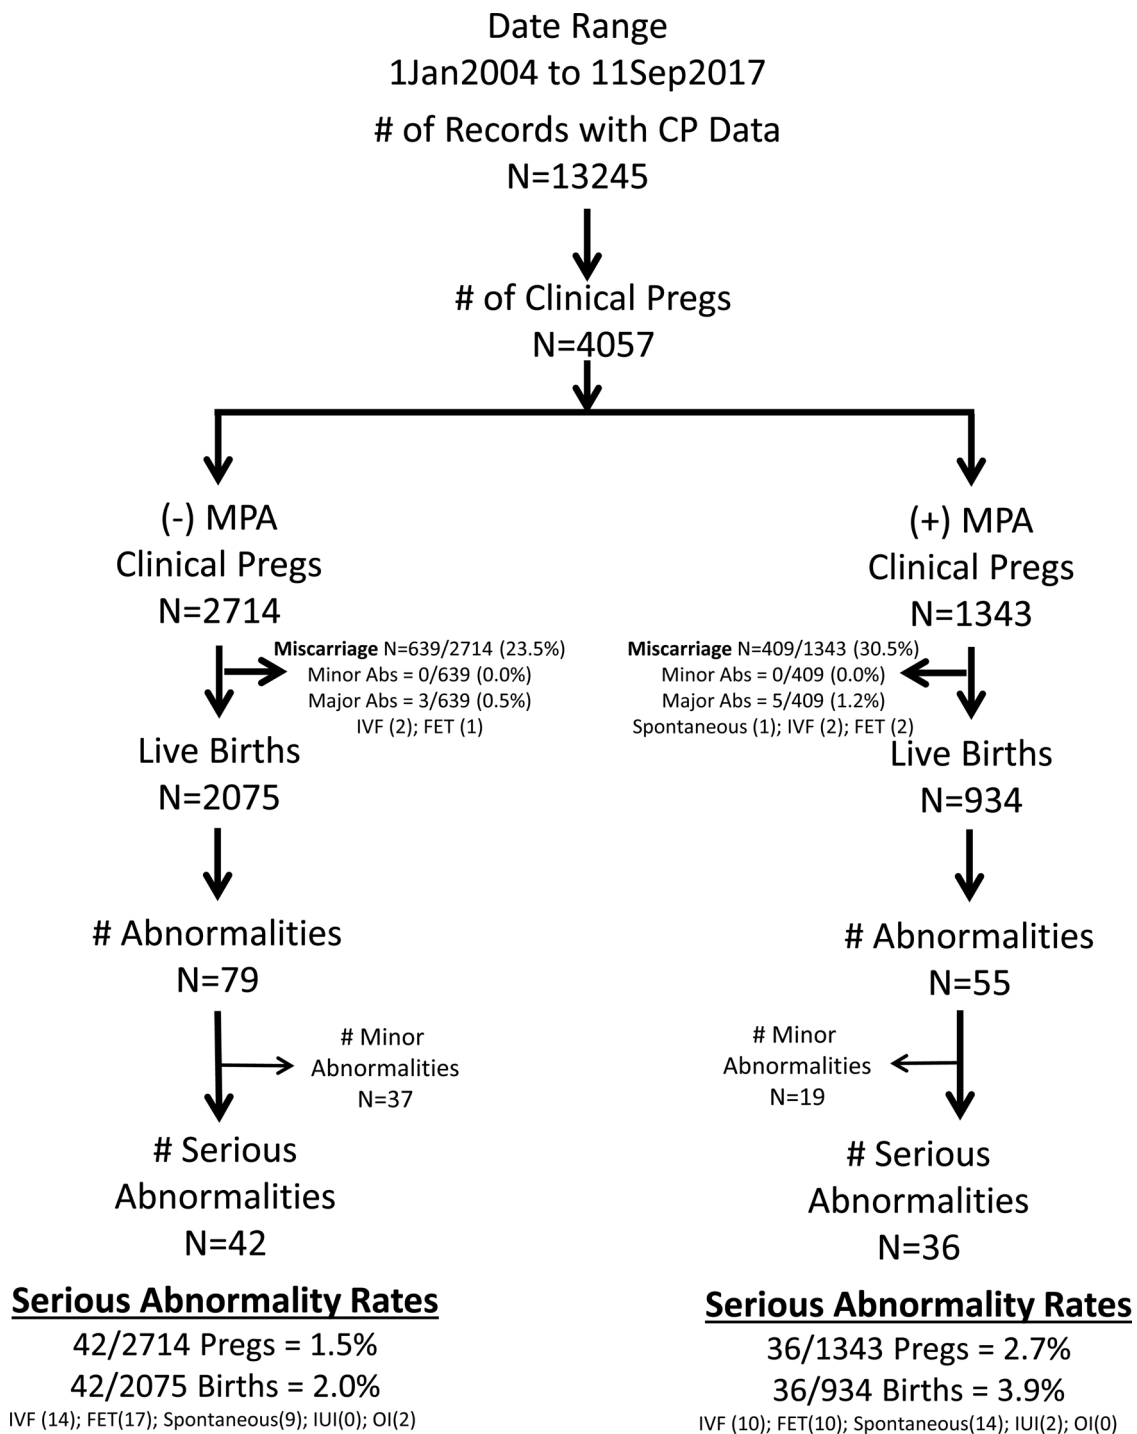 Date Range
1Jan2004 to 11Sep2017
# of Records with CP Data
N=13245
# of Clinical Pregs
N=4057
(-) MPA
Clinical Pregs
N=2714
Miscarriage N=639/2714 (23.5%)
Minor Abs = 0/639 (0.0%)
Major Abs = 3/639 (0.5%)
IVF (2); FET (1)
Live Births
N=2075
# Abnormalities
N=79
# Minor
Abnormalities
N=37
# Serious
Abnormalities
N=42
Serious Abnormality Rates
42/2714 Pregs = 1.5%
42/2075 Births = 2.0%
IVF (14); FET(17); Spontaneous(9); IUI(0); OI(2)
(+) MPA
Clinical Pregs
N=1343
Miscarriage N=409/1343 (30.5%)
Minor Abs = 0/409 (0.0%)
Major Abs = 5/409 (1.2%)
Spontaneous (1); IVF (2); FET (2)
Live Births
N=934
# Abnormalities
N=55
# Minor
Abnormalities
N=19
# Serious
Abnormalities
N=36
Serious Abnormality Rates
36/1343 Pregs = 2.7%
36/934 Births = 3.9%
IVF (10); FET(10); Spontaneous(14); IUI(2); OI(0)